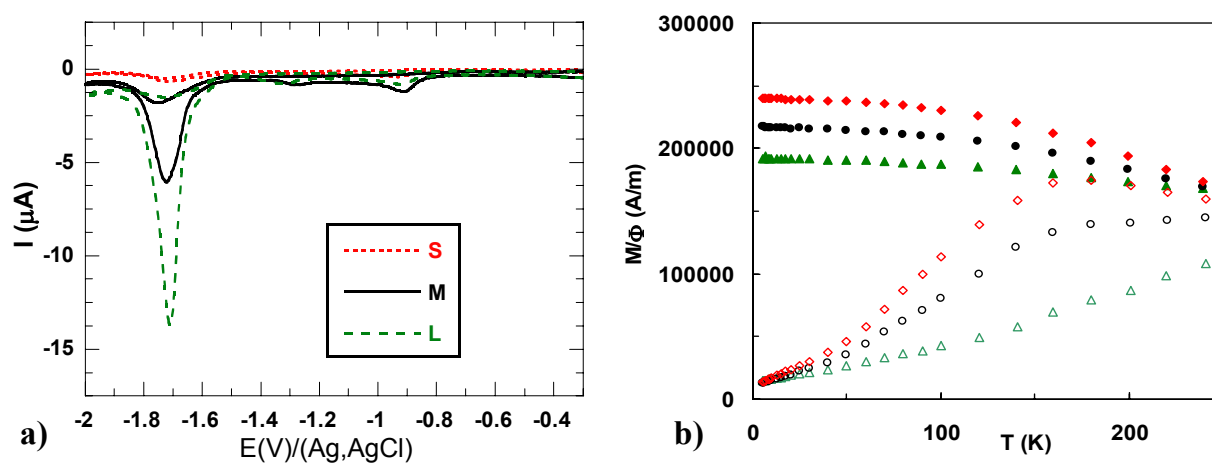 0
-5
-10
-15
I (μA)
S
M
L
-2 -1.8 -1.6 -1.4 -1.2 -1 -0.8 -0.6 -0.4
E(V)/(Ag,AgCl)
a)
300000
200000
100000
0
M/Φ (A/m)
0 100 200
T (K)
b)